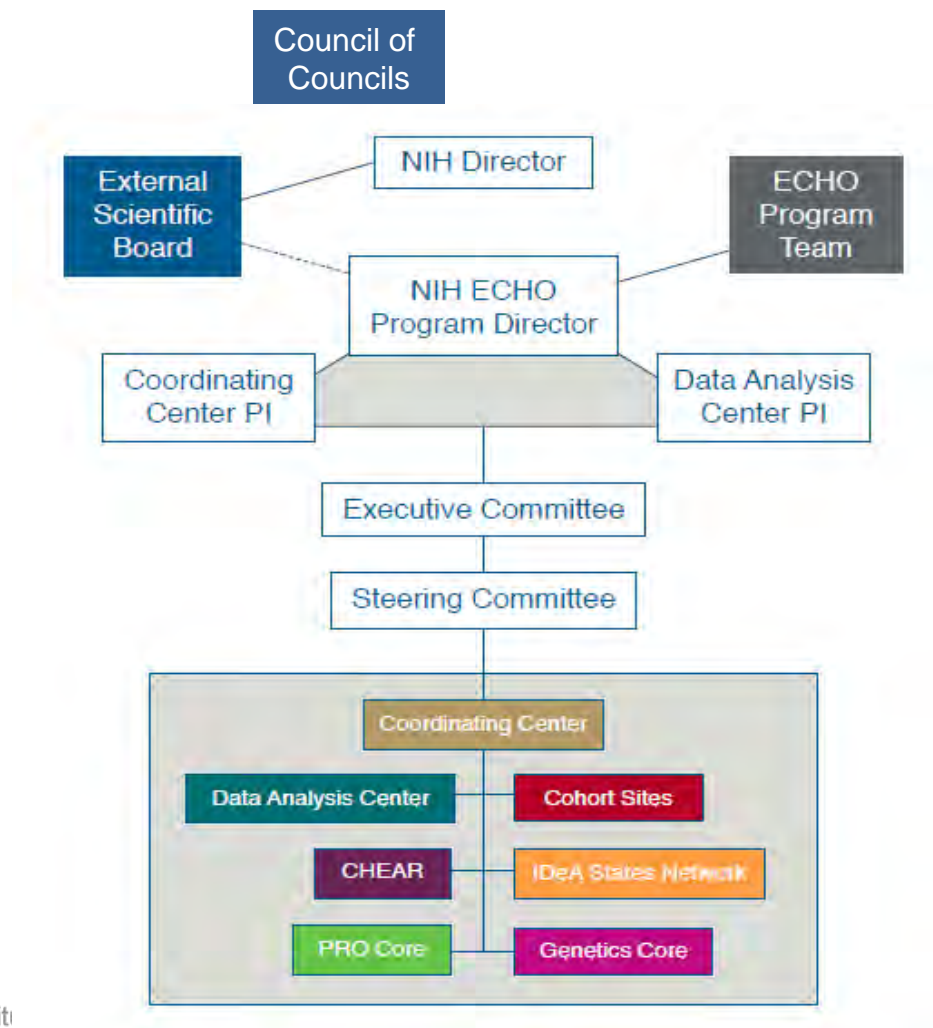 Council of
Councils
NIH Director
External
Scientific
Board
ECHO
Program
Team
NIH ECHO
Program Director
Coordinating
Center PI
Data Analysis
Center PI
Executive Committee
Steering Committee
Coordinating Center
Data Analysis Center
Cohort Sites
CHEAR
IDeA States Network
PRO Core
Genetics Core